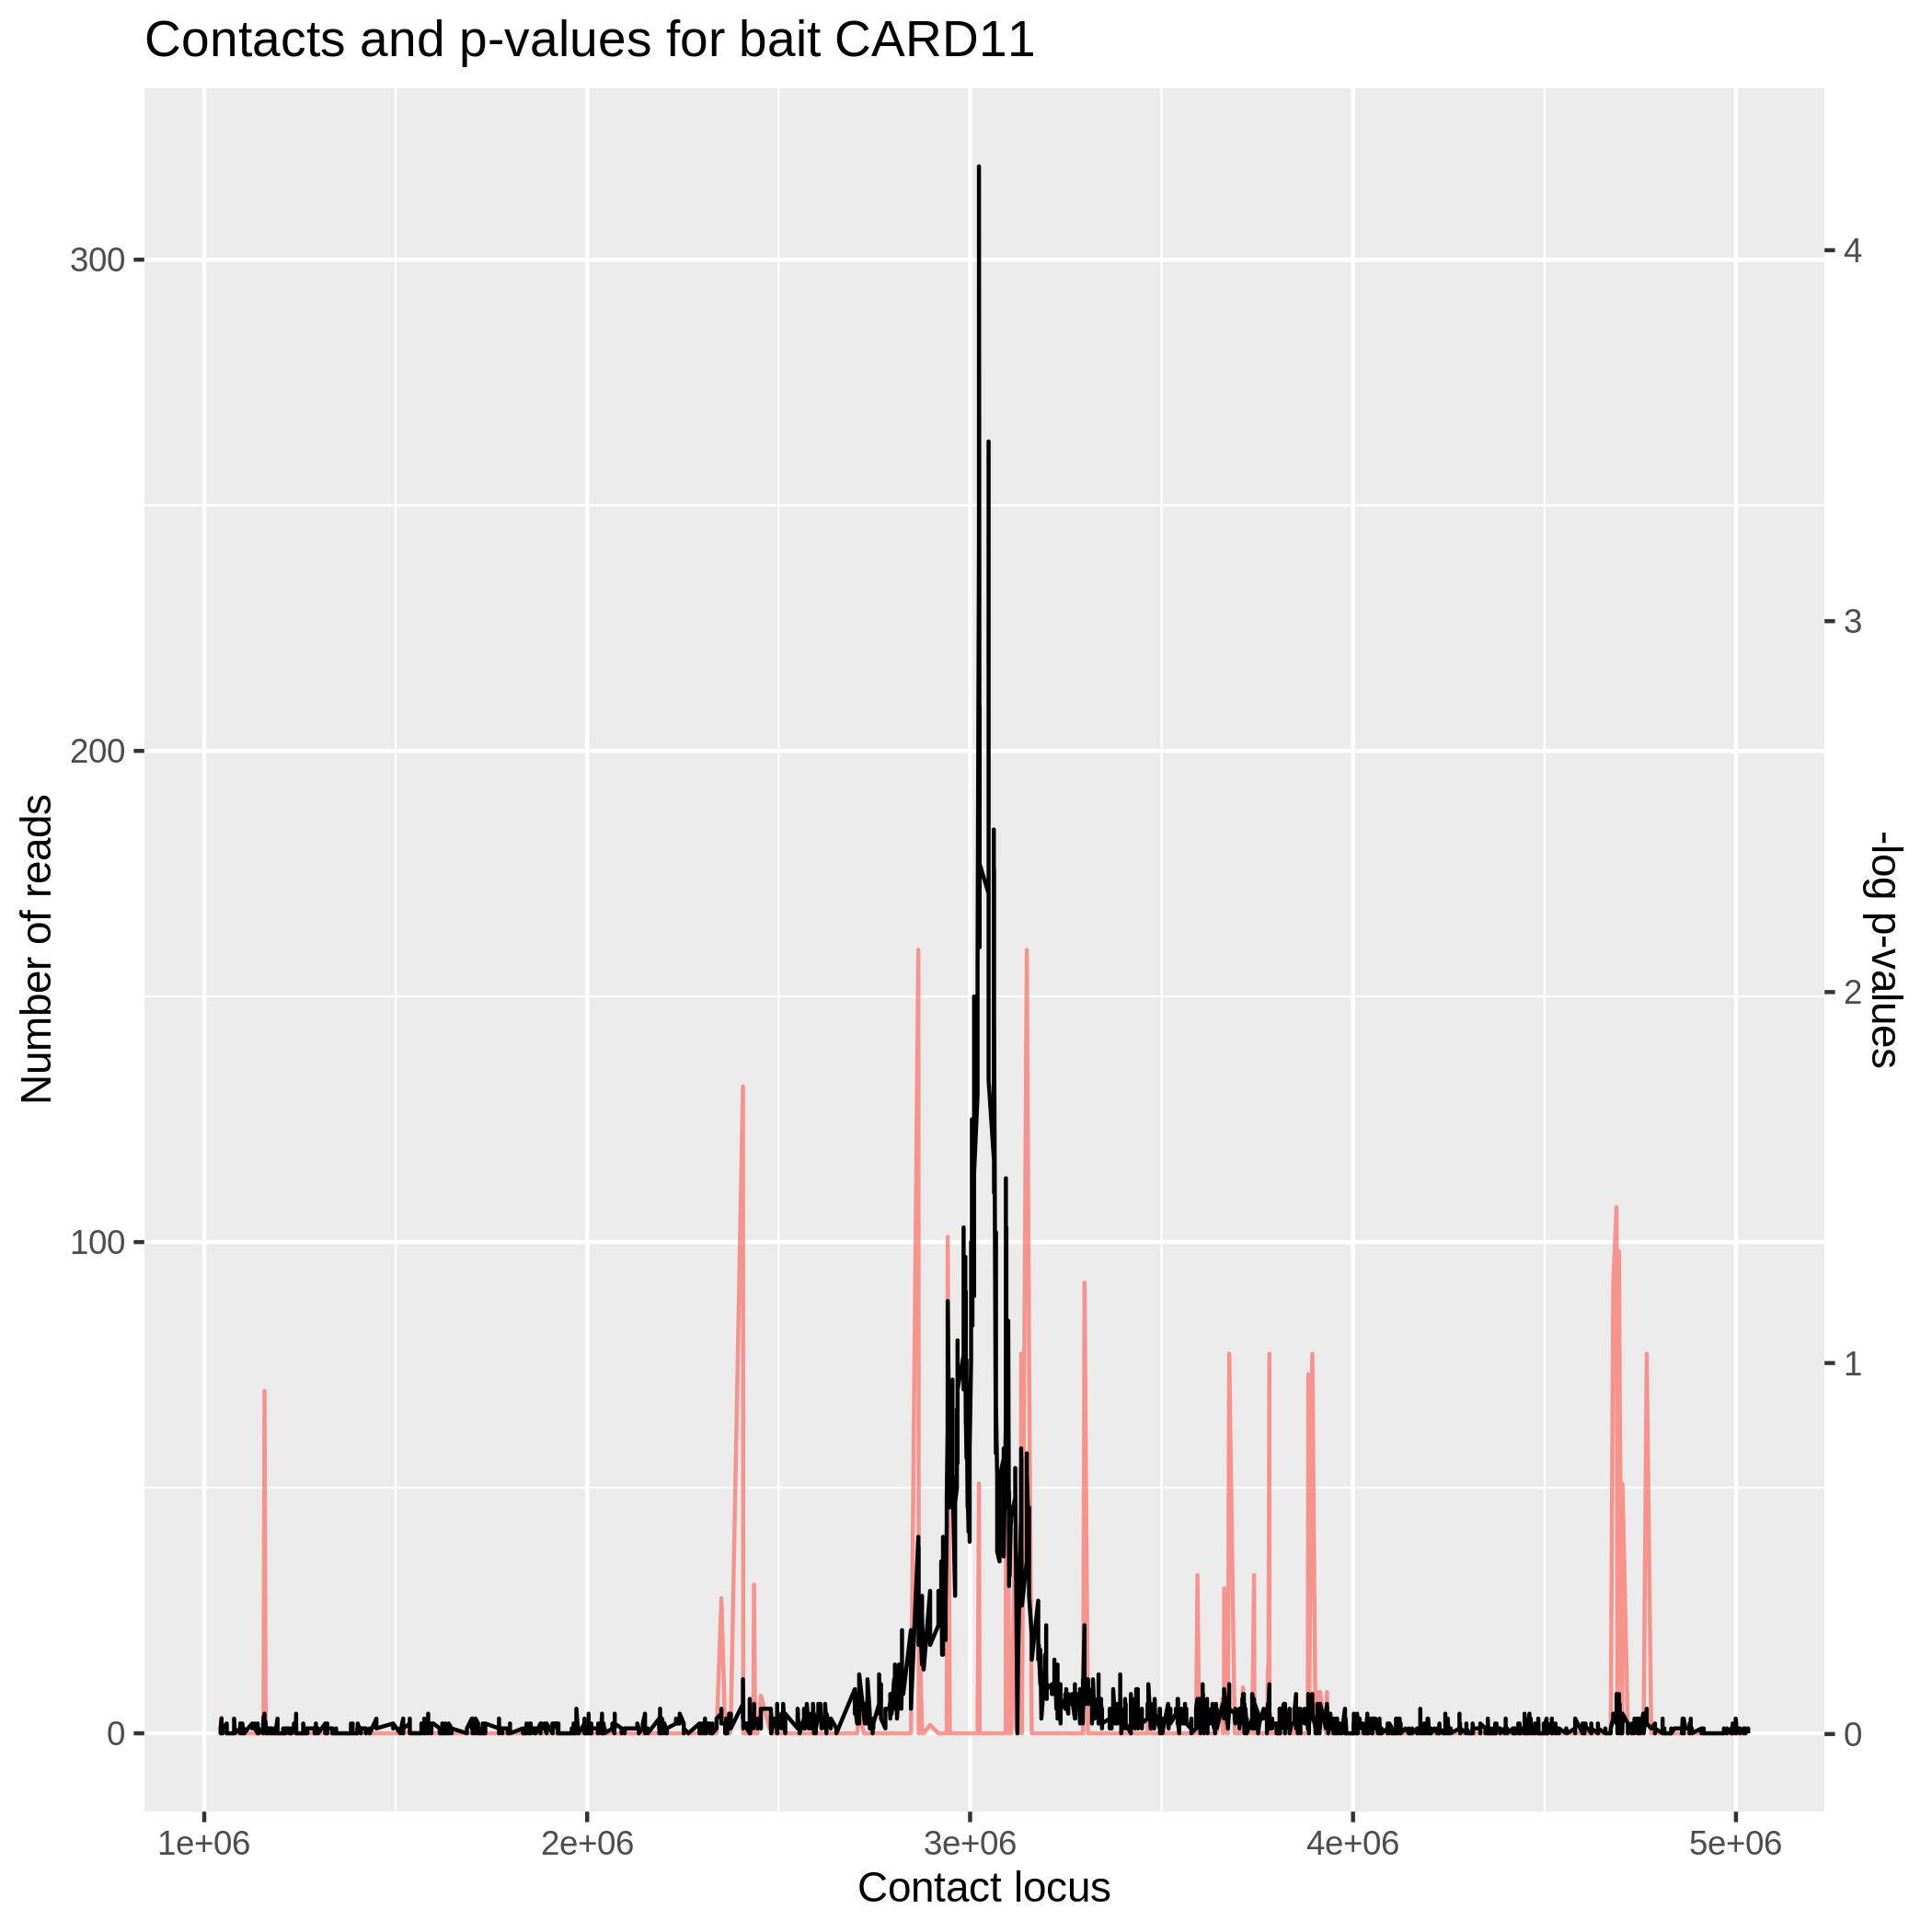 Contacts and p-values for bait CARD11
300
200
100
0
Number of reads
4
3
2
1
0
-log p-values
1e+06 2e+06 3e+06 4e+06 5e+06
Contact locus